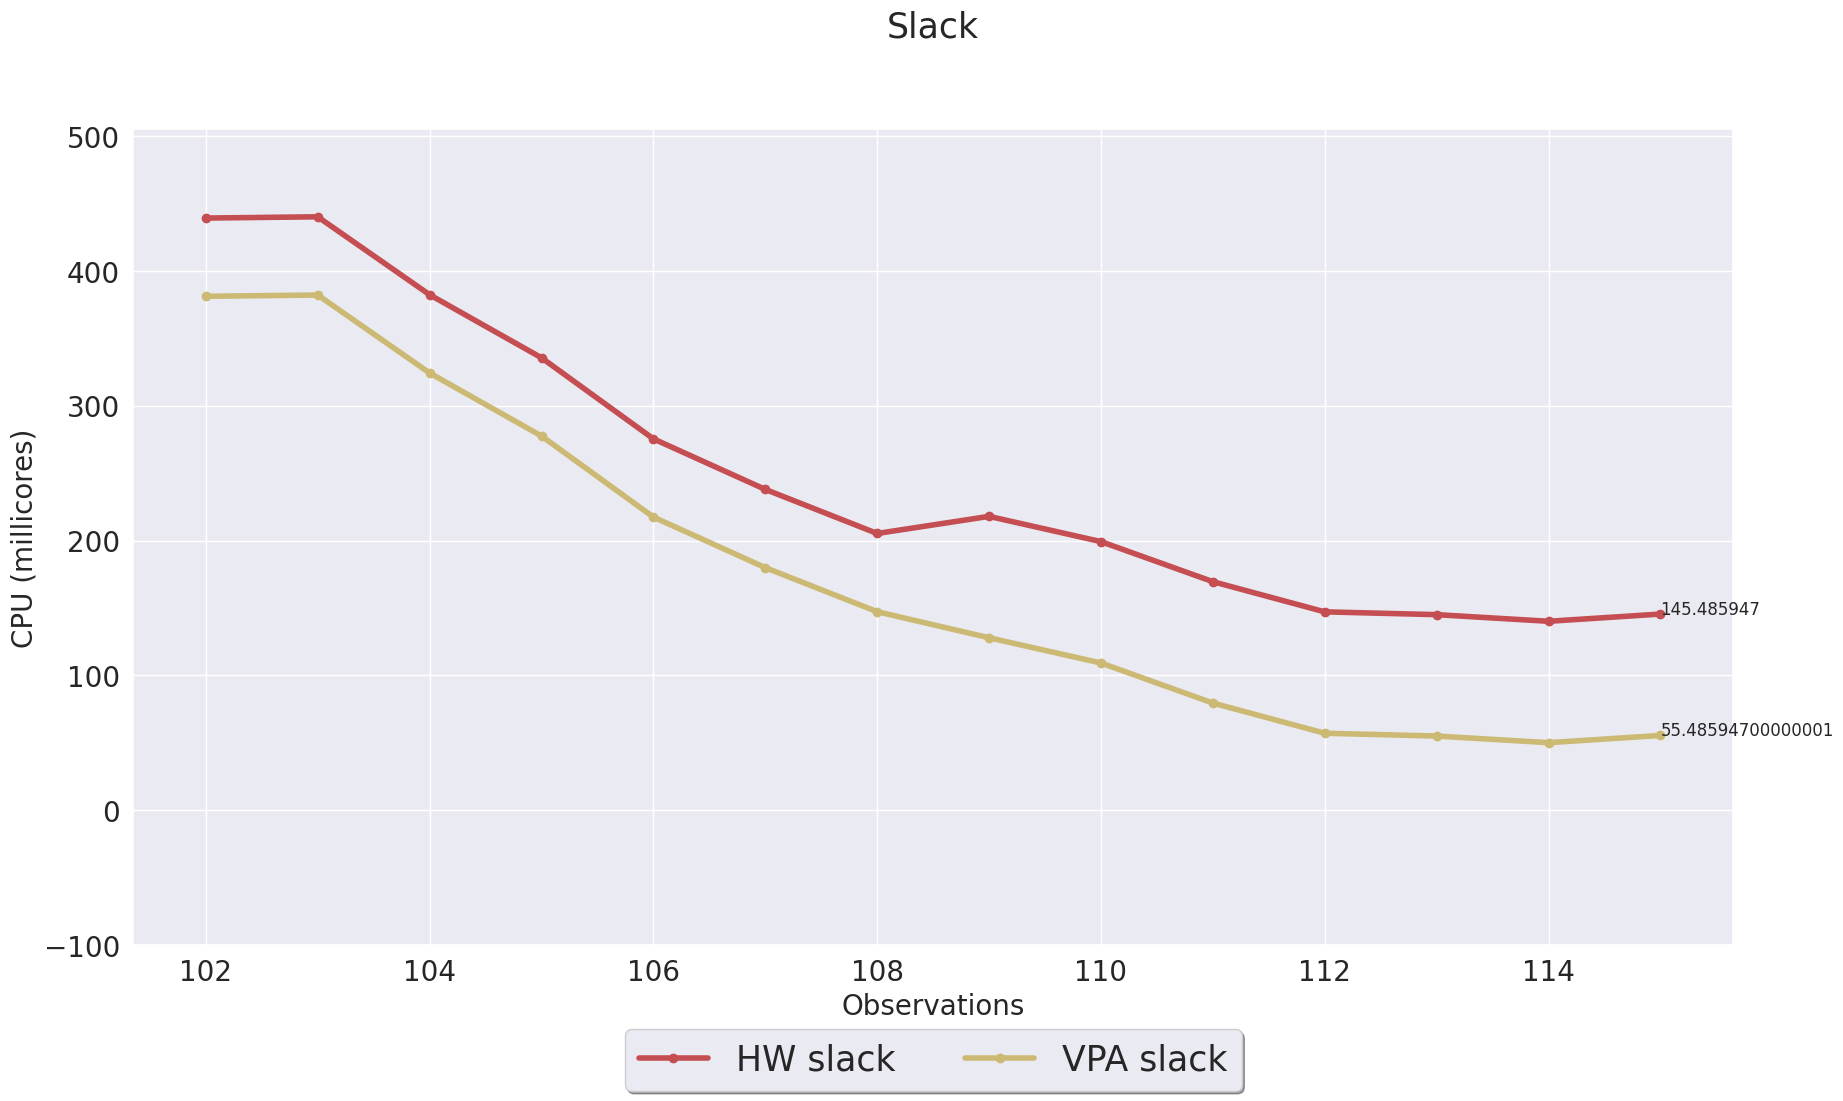 Slack
500
400
300
200
100
0
−100
CPU (millicores)
145.485947
55.48594700000001
102 104 106 108 110 112 114
Observations
HW slack VPA slack